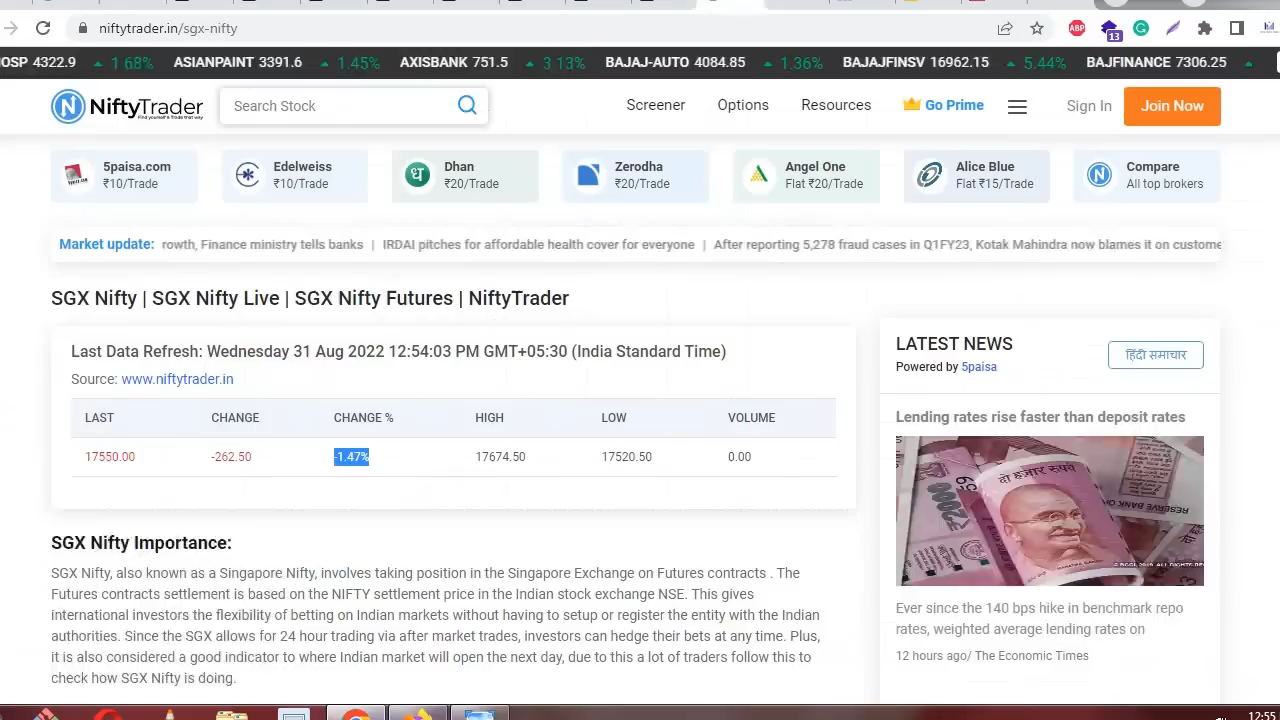 niftytrader.in/sgx-nifty
ABP
13
OSP 4322.9 1.68% ASIANPAINT 3391.6 1.45% AXISBANK 751.5 3.13% BAJAJ-AUTO 4084.85 1.36% BAJAJFINSV 16962.15 5.44% BAJFINANCE 7306.25
NiftyTrader
Find yourself & Trade that way
Search Stock
Screener Options Resources Go Prime Sign In Join Now
5paisa.com Edelweiss Dhan Zerodha Angel One Alice Blue Compare
₹10/Trade ₹10/Trade ₹20/Trade ₹20/Trade Flat ₹20/Trade Flat ₹15/Trade All top brokers
Market update: rowth, Finance ministry tells banks | IRDAI pitches for affordable health cover for everyone | After reporting 5,278 fraud cases in Q1FY23, Kotak Mahindra now blames it on custome
SGX Nifty | SGX Nifty Live | SGX Nifty Futures | NiftyTrader
Last Data Refresh: Wednesday 31 Aug 2022 12:54:03 PM GMT+05:30 (India Standard Time)
Source: www.niftytrader.in
LAST CHANGE CHANGE % HIGH LOW VOLUME
17550.00 -262.50 -1.47% 17674.50 17520.50 0.00
SGX Nifty Importance:
SGX Nifty, also known as a Singapore Nifty, involves taking position in the Singapore Exchange on Futures contracts . The
Futures contracts settlement is based on the NIFTY settlement price in the Indian stock exchange NSE. This gives
international investors the flexibility of betting on Indian markets without having to setup or register the entity with the Indian
authorities. Since the SGX allows for 24 hour trading via after market trades, investors can hedge their bets at any time. Plus,
it is also considered a good indicator to where Indian market will open the next day, due to this a lot of traders follow this to
check how SGX Nifty is doing.
LATEST NEWS
Powered by 5paisa
हिंदी समाचार
Lending rates rise faster than deposit rates
दो हज़ार रुपये
2000
RESERVE BANK OF
Ever since the 140 bps hike in benchmark repo
rates, weighted average lending rates on
12 hours ago/ The Economic Times
12:55